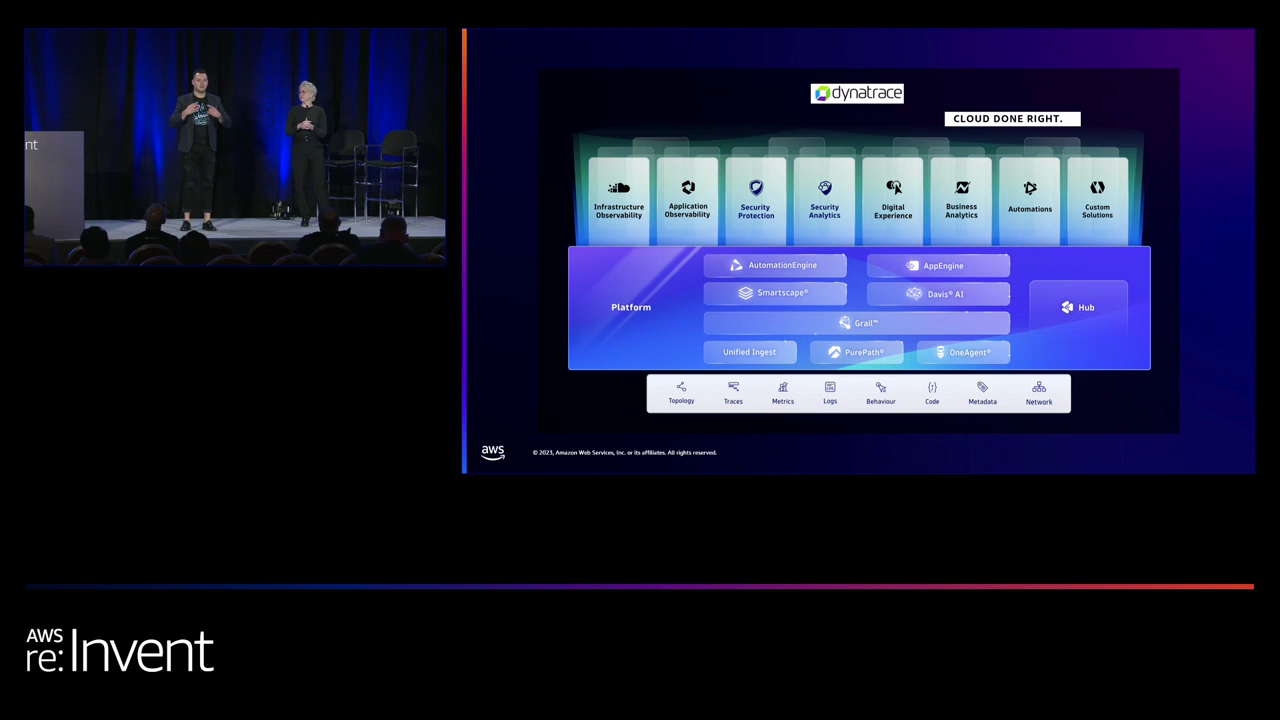 nt
dynatrace
CLOUD DONE RIGHT.
Infrastructure
Observability
Application
Observability
Security
Protection
Security
Analytics
Digital
Experience
Business
Analytics
Automations
Custom
Solutions
Platform
AutomationEngine
AppEngine
Smartscape®
Davis® AI
Grail™
Hub
Unified Ingest
PurePath®
OneAgent®
Topology
Traces
Metrics
Logs
Behaviour
Code
Metadata
Network
aws
© 2023, Amazon Web Services, Inc. or its affiliates. All rights reserved.
AWS
re:Invent